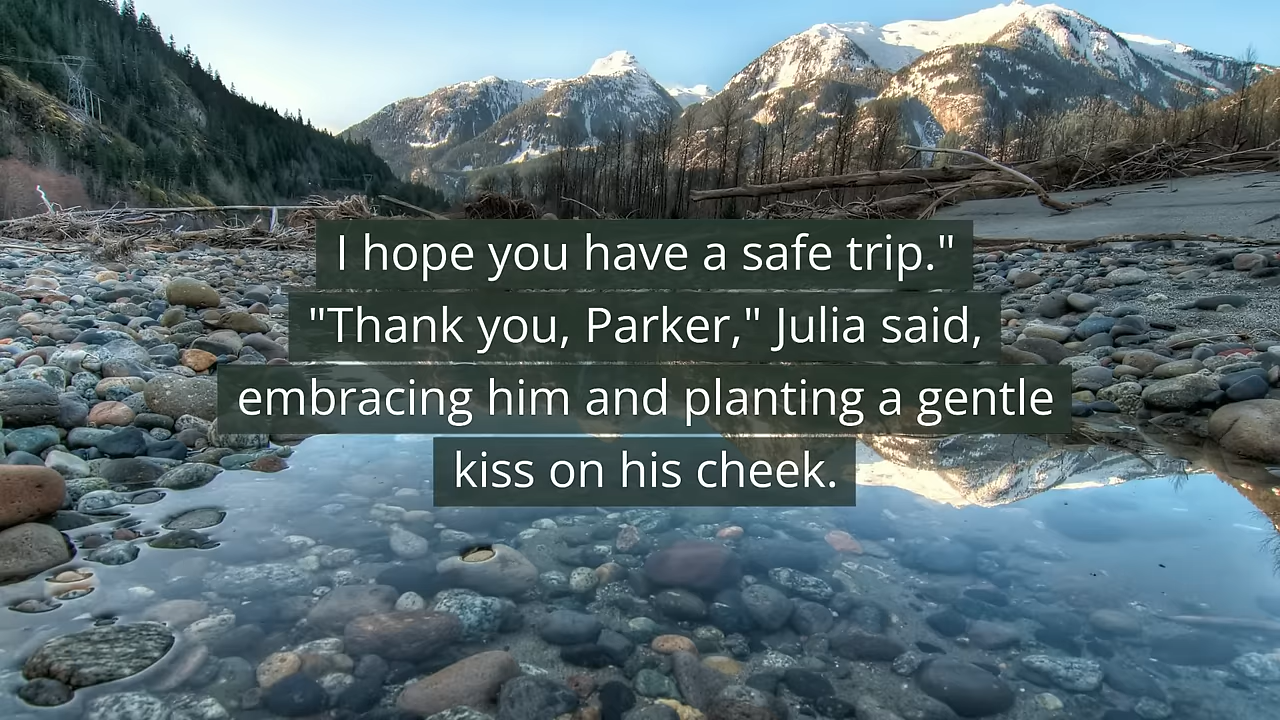 I hope you have a safe trip."
"Thank you, Parker," Julia said,
embracing him and planting a gentle
kiss on his cheek.